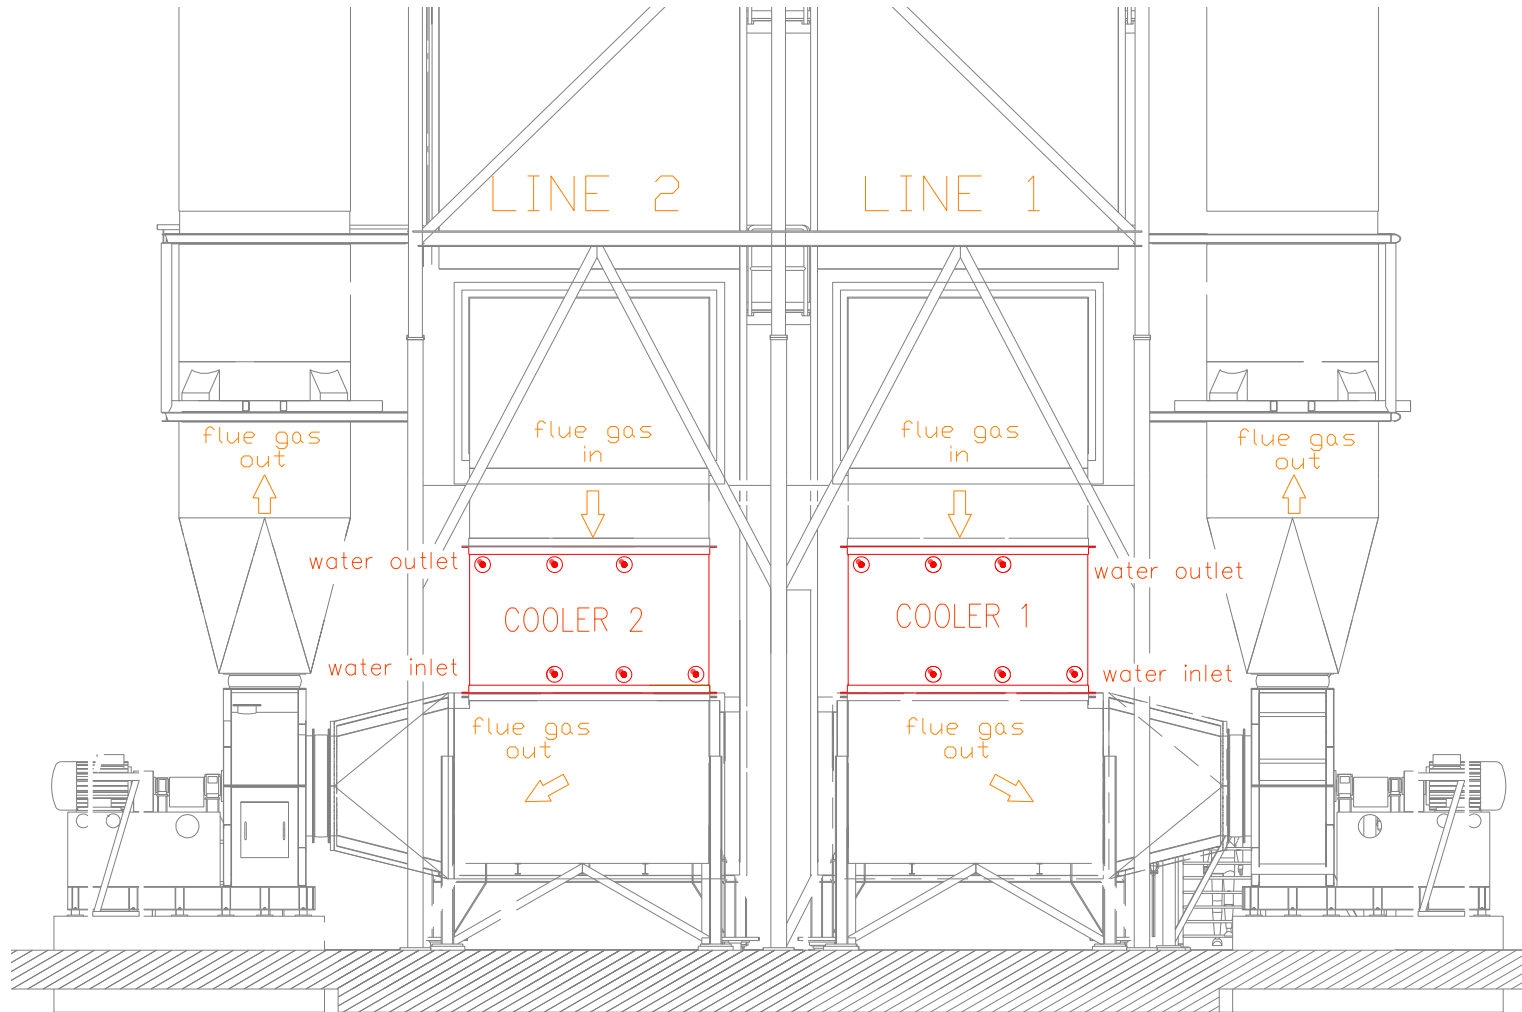 LINE 2
LINE 1
flue gas
out
flue gas
in
flue gas
in
flue gas
out
water outlet
water outlet
COOLER 2
COOLER 1
water inlet
water inlet
flue gas
out
flue gas
out